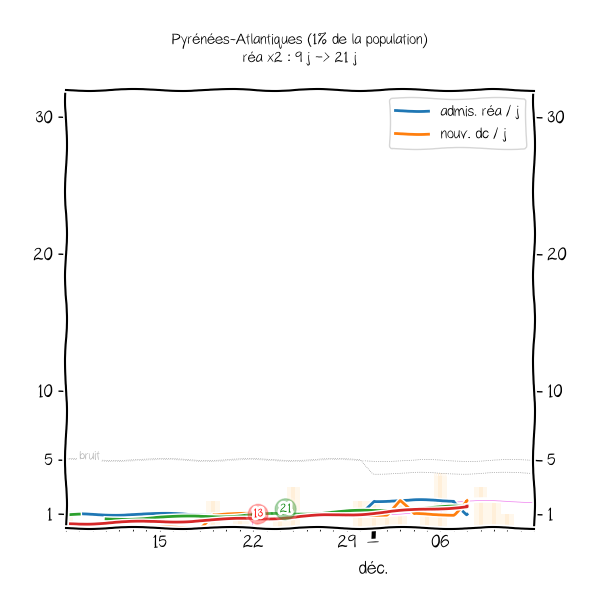 Pyrénées-Atlantiques (1% de la population)
réa x2 : 9 j -> 21 j
admis. réa / j
nouv. dc / j
30
30
20
20
10
10
5
bruit
5
1
13
21
1
15
22
29
06
déc.